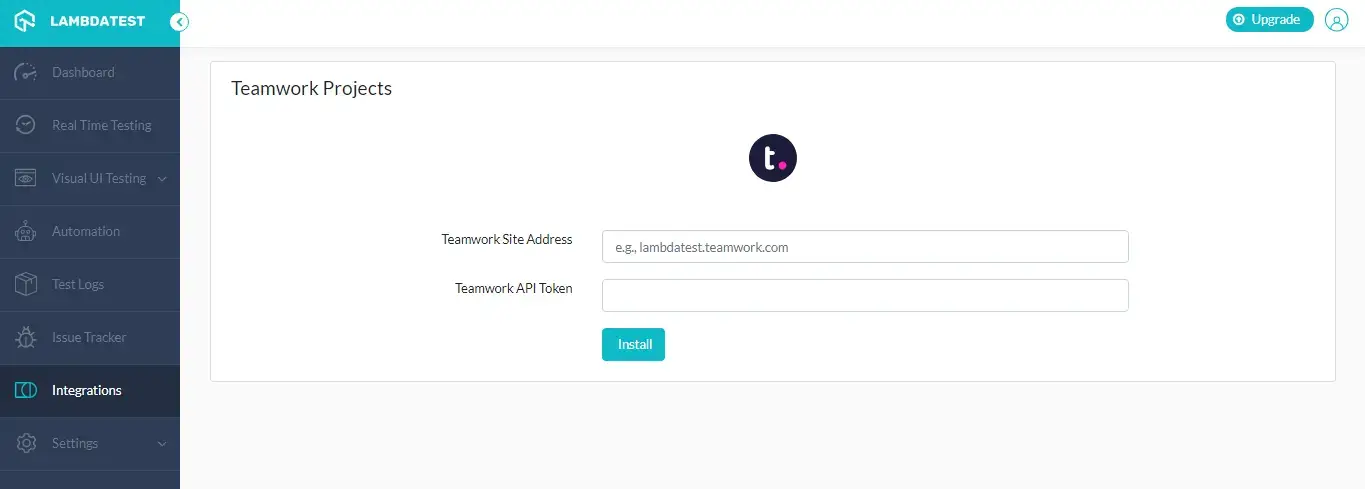 LAMBDATEST
Upgrade
Dashboard
Real Time Testing
Visual UI Testing
Automation
Test Logs
Issue Tracker
Integrations
Settings
Teamwork Projects
t.
Teamwork Site Address
e.g., lambdatest.teamwork.com
Teamwork API Token
Install